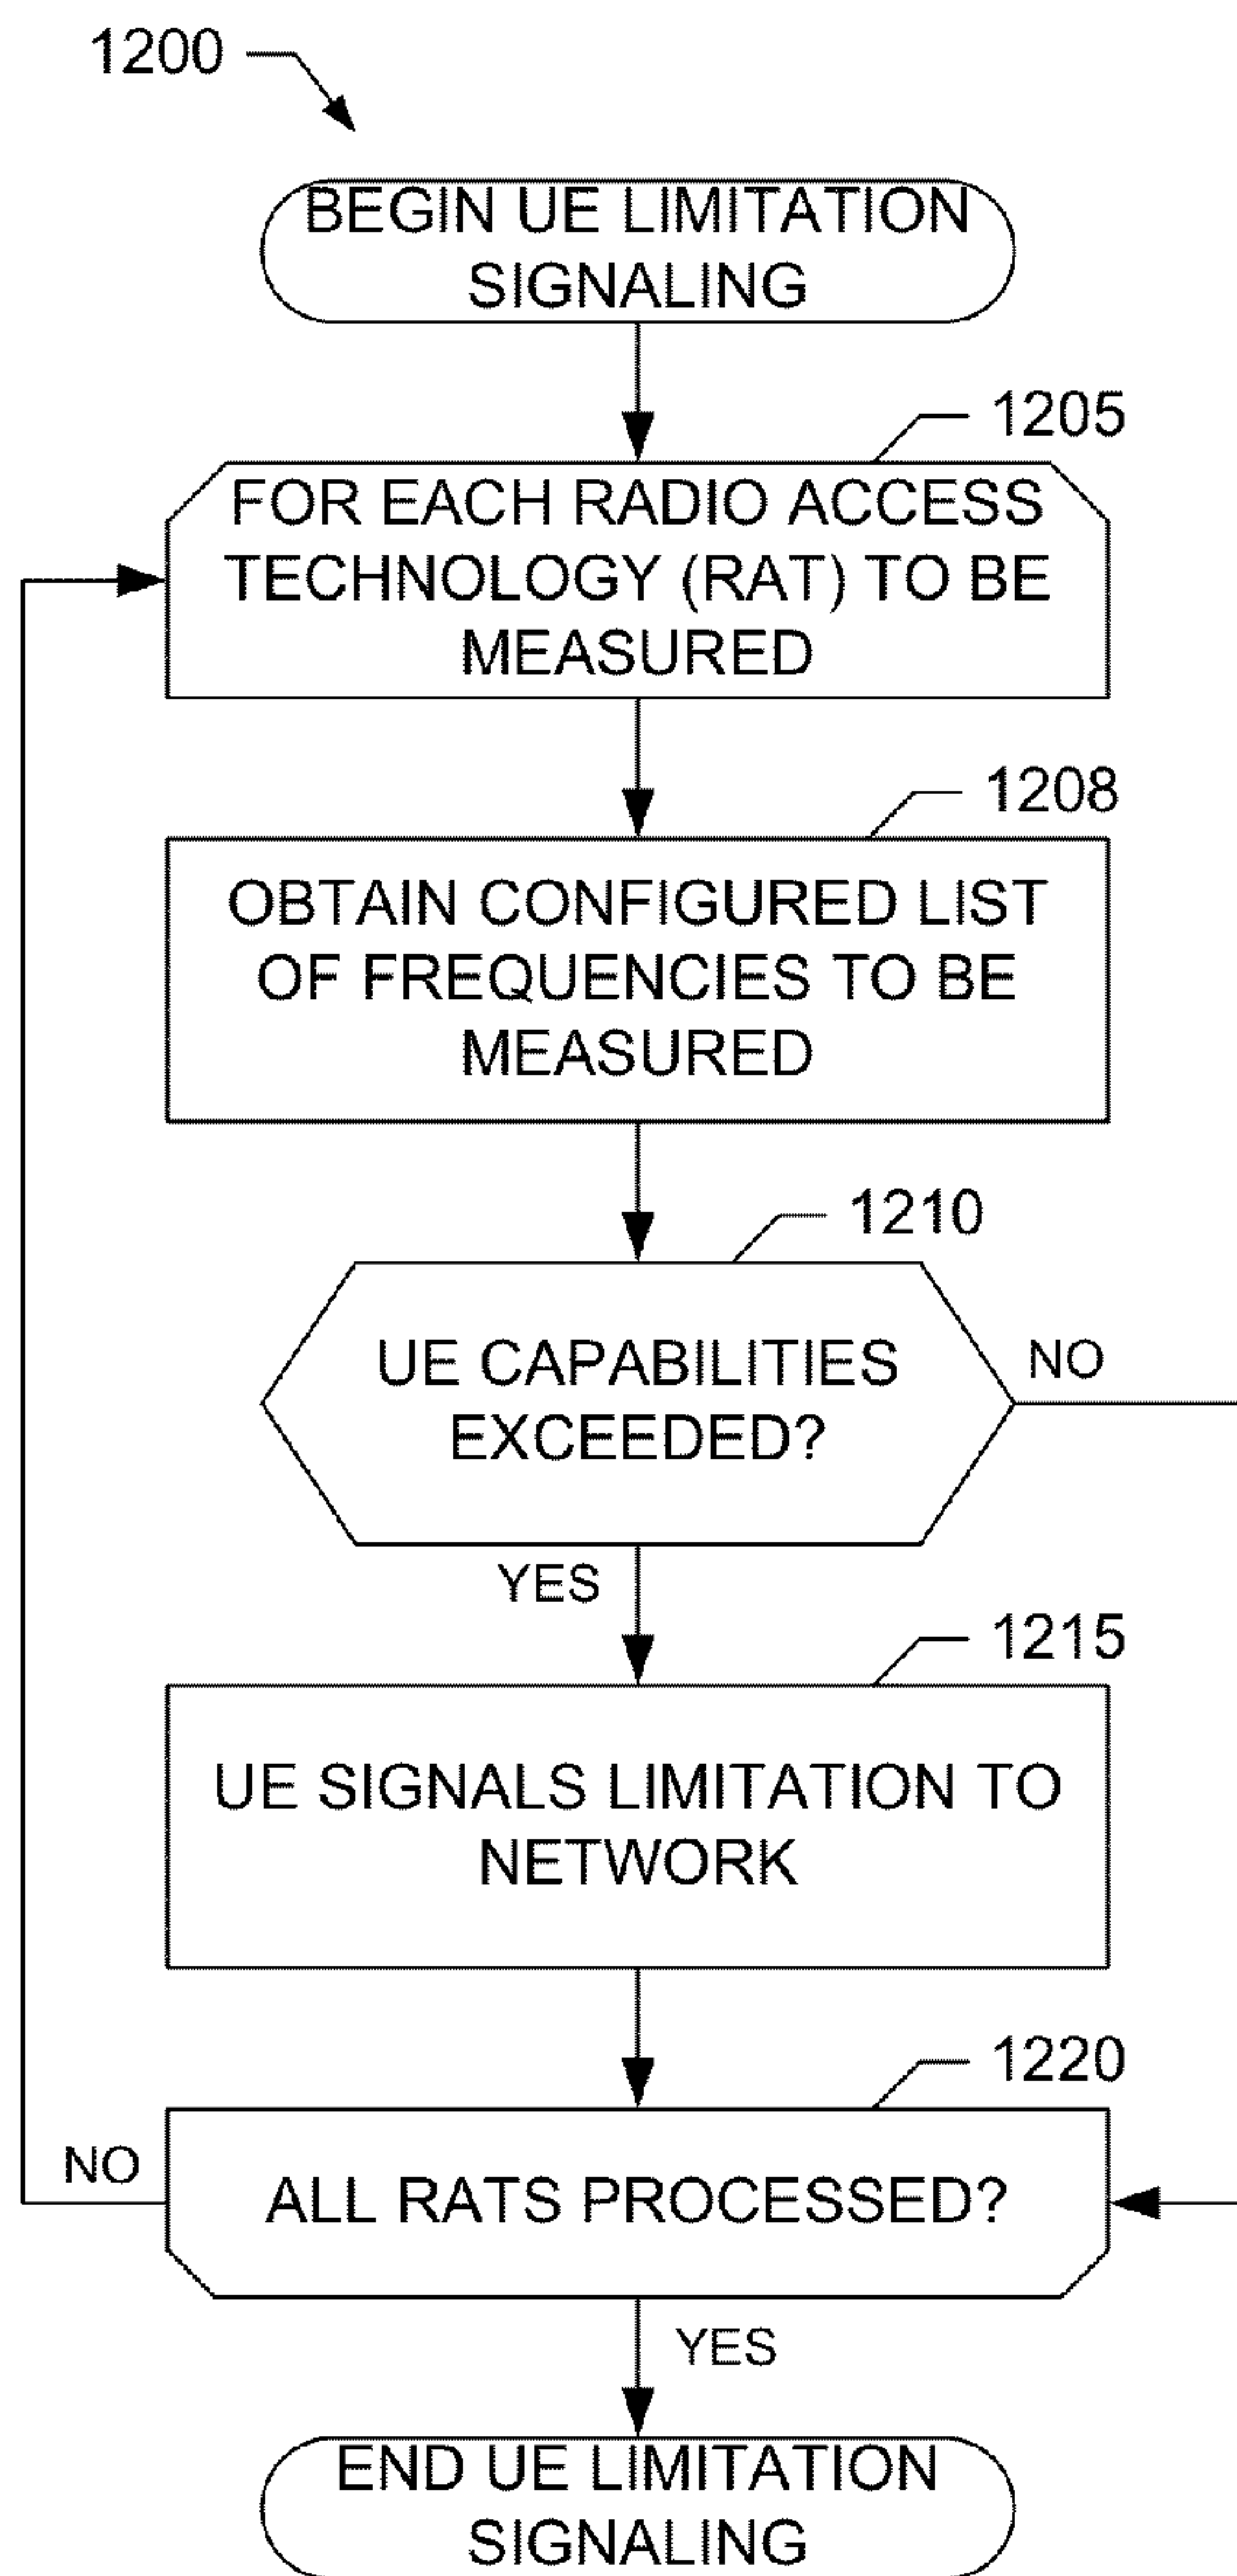 1200
BEGIN UE LIMITATION
SIGNALING
1205
FOR EACH RADIO ACCESS
TECHNOLOGY (RAT) TO BE
MEASURED
1208
OBTAIN CONFIGURED LIST
OF FREQUENCIES TO BE
MEASURED
1210
UE CAPABILITIES
EXCEEDED?
NO
YES
1215
UE SIGNALS LIMITATION TO
NETWORK
1220
NO
ALL RATS PROCESSED?
YES
END UE LIMITATION
SIGNALING